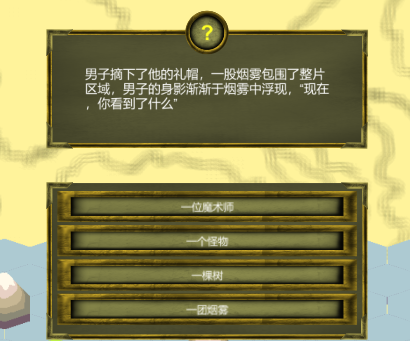 ?
男子摘下了他的礼帽，一股烟雾包围了整片
区域，男子的身影渐渐于烟雾中浮现，“现在
，你看到了什么”
一位魔术师
一个怪物
一棵树
一团烟雾